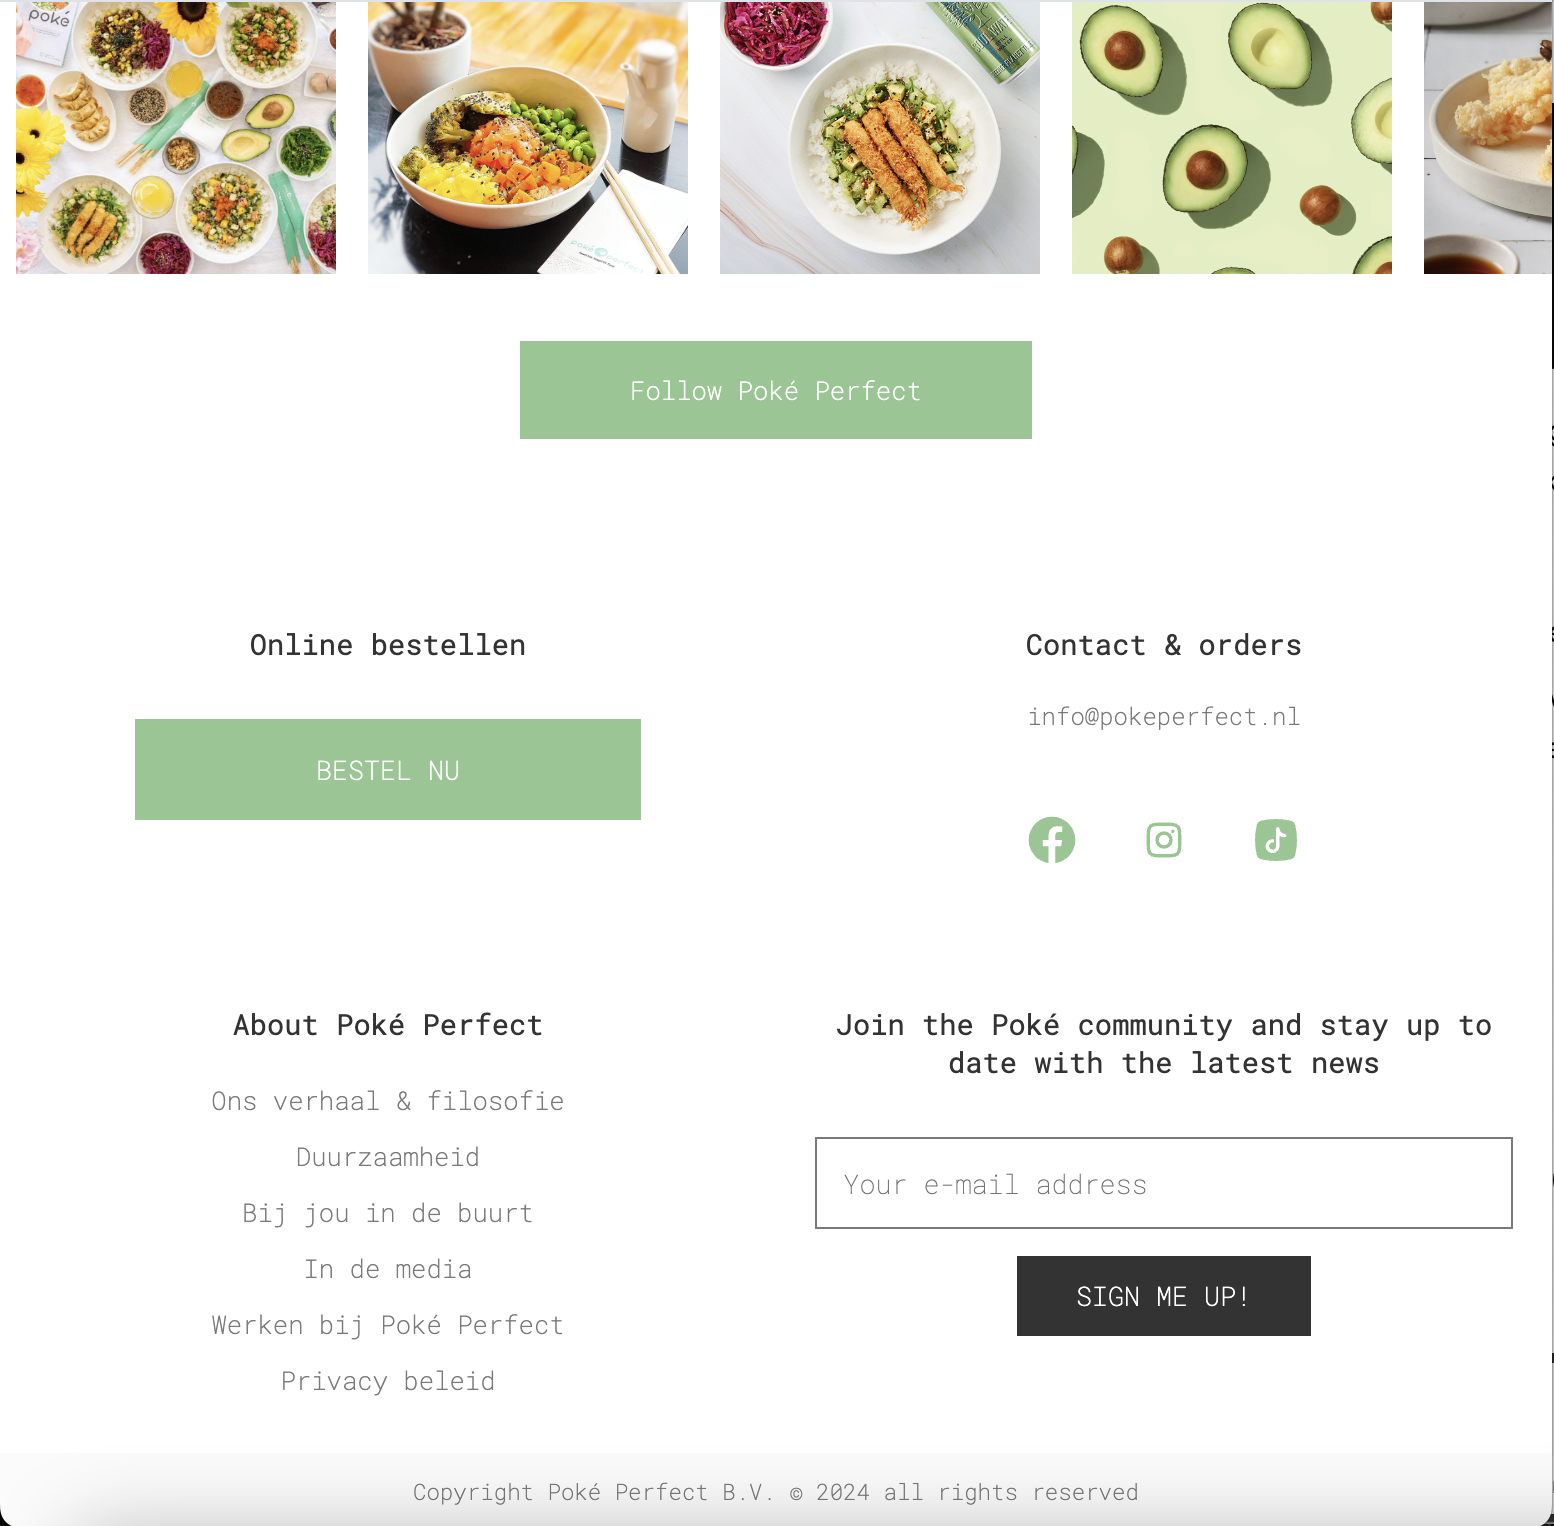 poké
poké perfect
Follow Poké Perfect
Online bestellen
BESTEL NU
Contact & orders
info@pokeperfect.nl
About Poké Perfect
Ons verhaal & filosofie
Duurzaamheid
Bij jou in de buurt
In de media
Werken bij Poké Perfect
Privacy beleid
Join the Poké community and stay up to
date with the latest news
Your e-mail address
SIGN ME UP!
Copyright Poké Perfect B.V. © 2024 all rights reserved